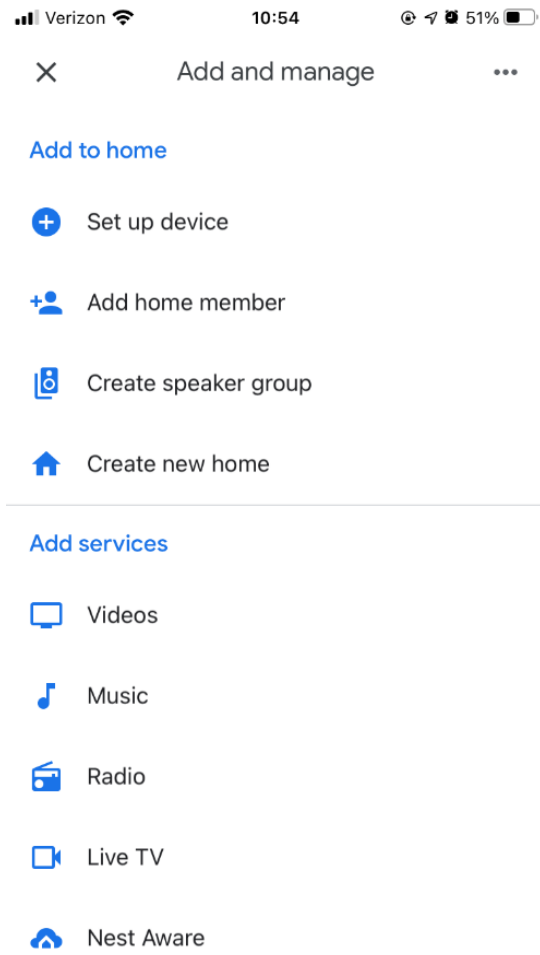 Verizon 10:54 51%
Add and manage
Add to home
Set up device
Add home member
Create speaker group
Create new home
Add services
Videos
Music
Radio
Live TV
Nest Aware